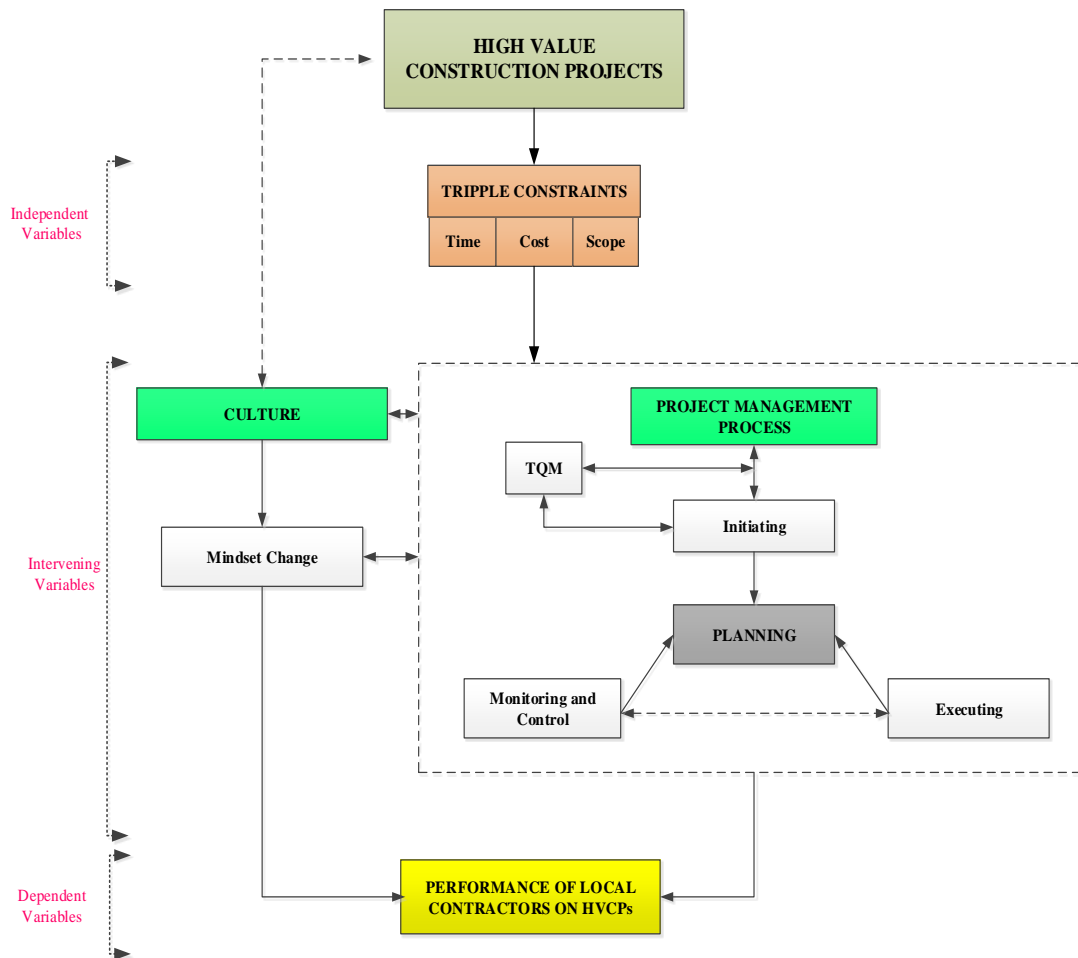 HIGH VALUE
CONSTRUCTION PROJECTS
TRIPPLE CONSTRAINTS
Time
Cost
Scope
Independent
Variables
CULTURE
PROJECT MANAGEMENT
PROCESS
TQM
Initiating
Mindset Change
Intervening
Variables
PLANNING
Monitoring and
Control
Executing
PERFORMANCE OF LOCAL
CONTRACTORS ON HVCPs
Dependent
Variables